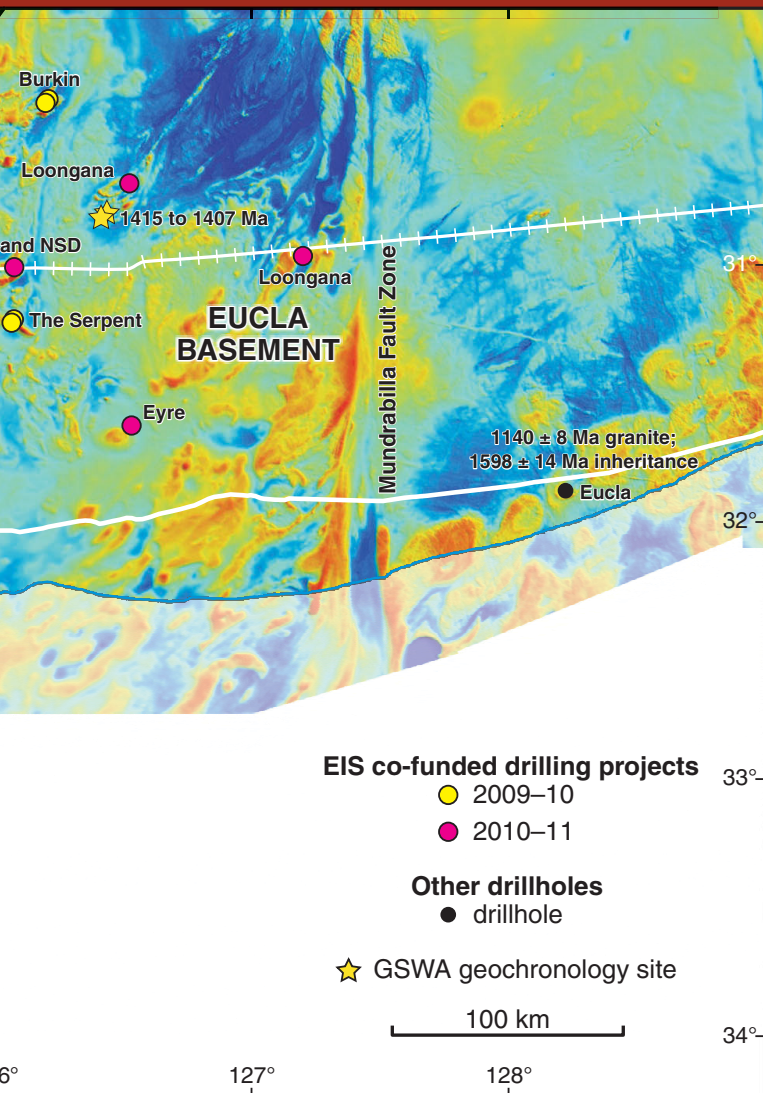 Burkin
Loongana
1415 to 1407 Ma
and NSD
Loongana
31°
The Serpent
EUCLA
BASEMENT
Mundrabilla Fault Zone
Eyre
1140 ± 8 Ma granite;
1598 ± 14 Ma inheritance
Eucla
32°
EIS co-funded drilling projects
33°
2009–10
2010–11
Other drillholes
drillhole
GSWA geochronology site
100 km
34°
6°
127°
128°